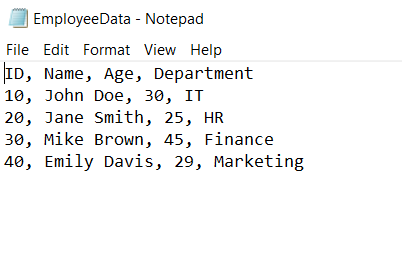 EmployeeData - Notepad
File Edit Format View Help
ID, Name, Age, Department
10, John Doe, 30, IT
20, Jane Smith, 25, HR
30, Mike Brown, 45, Finance
40, Emily Davis, 29, Marketing